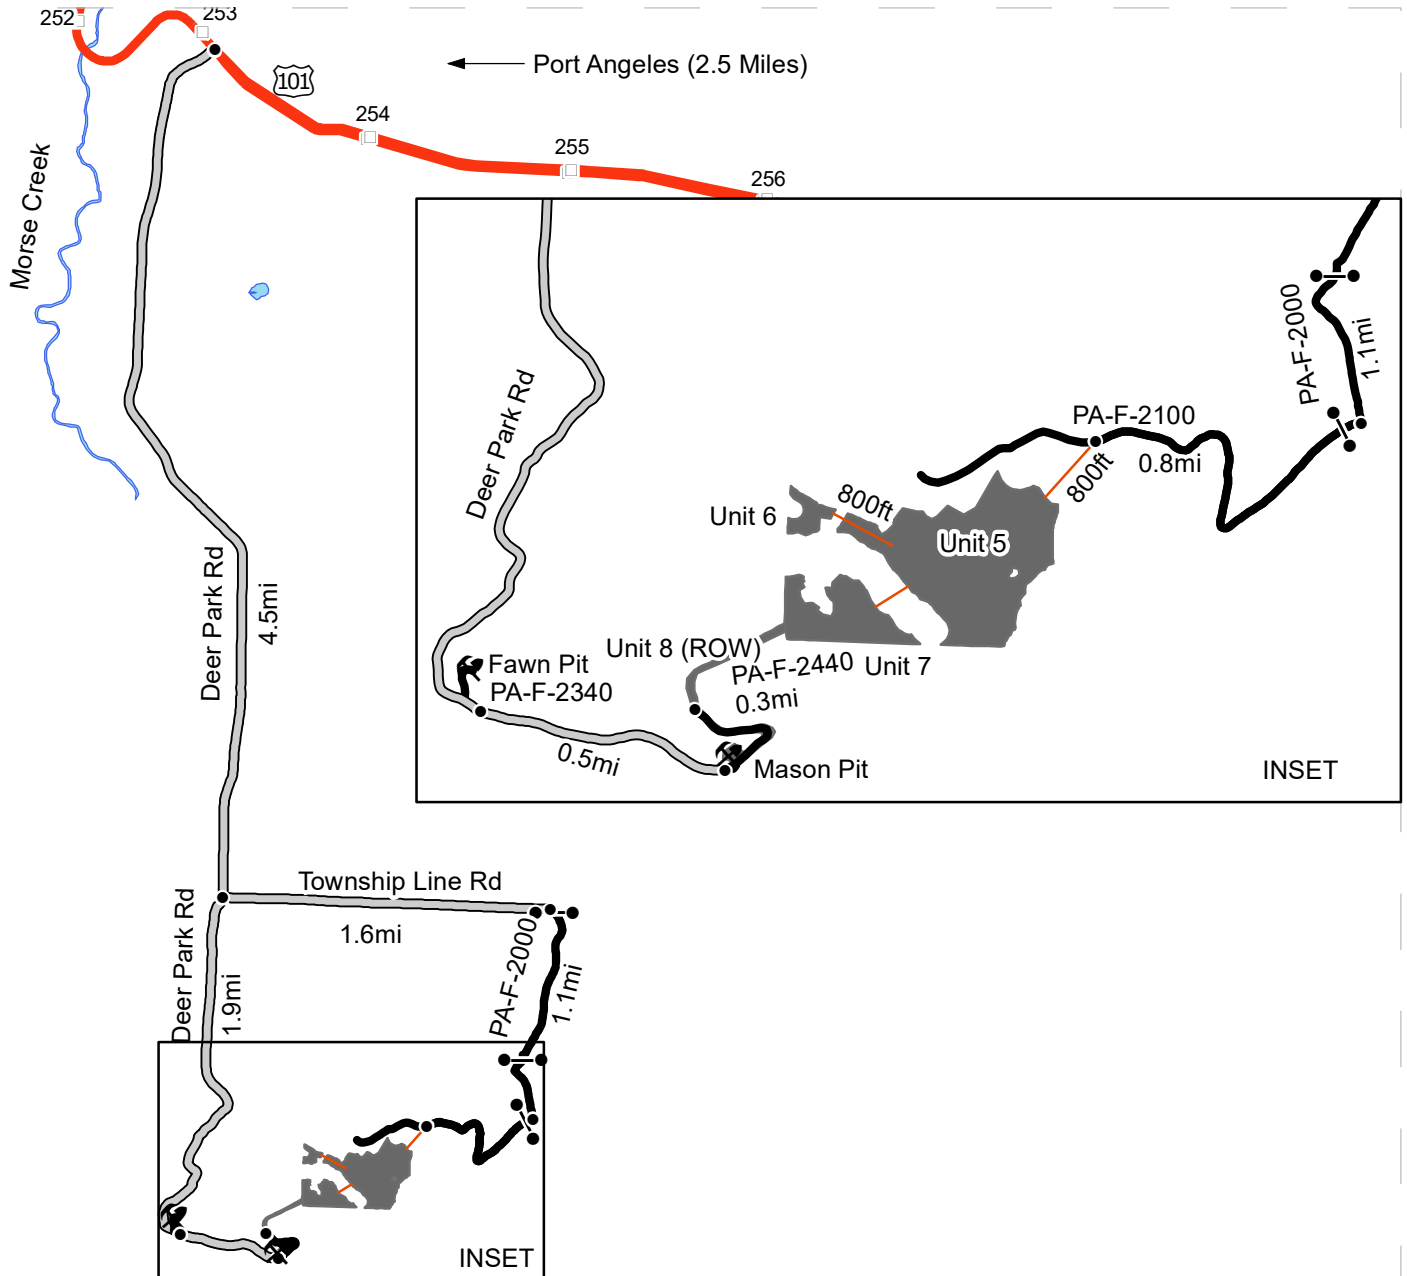 252
253
101
Port Angeles (2.5 Miles)
254
255
256
Morse Creek
Deer Park Rd
4.5mi
Deer Park Rd
PA-F-2000
1.1mi
PA-F-2100
0.8mi
800ft
800ft
Unit 6
Unit 5
Unit 8 (ROW)
PA-F-2440
0.3mi
Unit 7
Fawn Pit
PA-F-2340
0.5mi
Mason Pit
INSET
Township Line Rd
1.6mi
Deer Park Rd
1.9mi
PA-F-2000
1.1mi
INSET